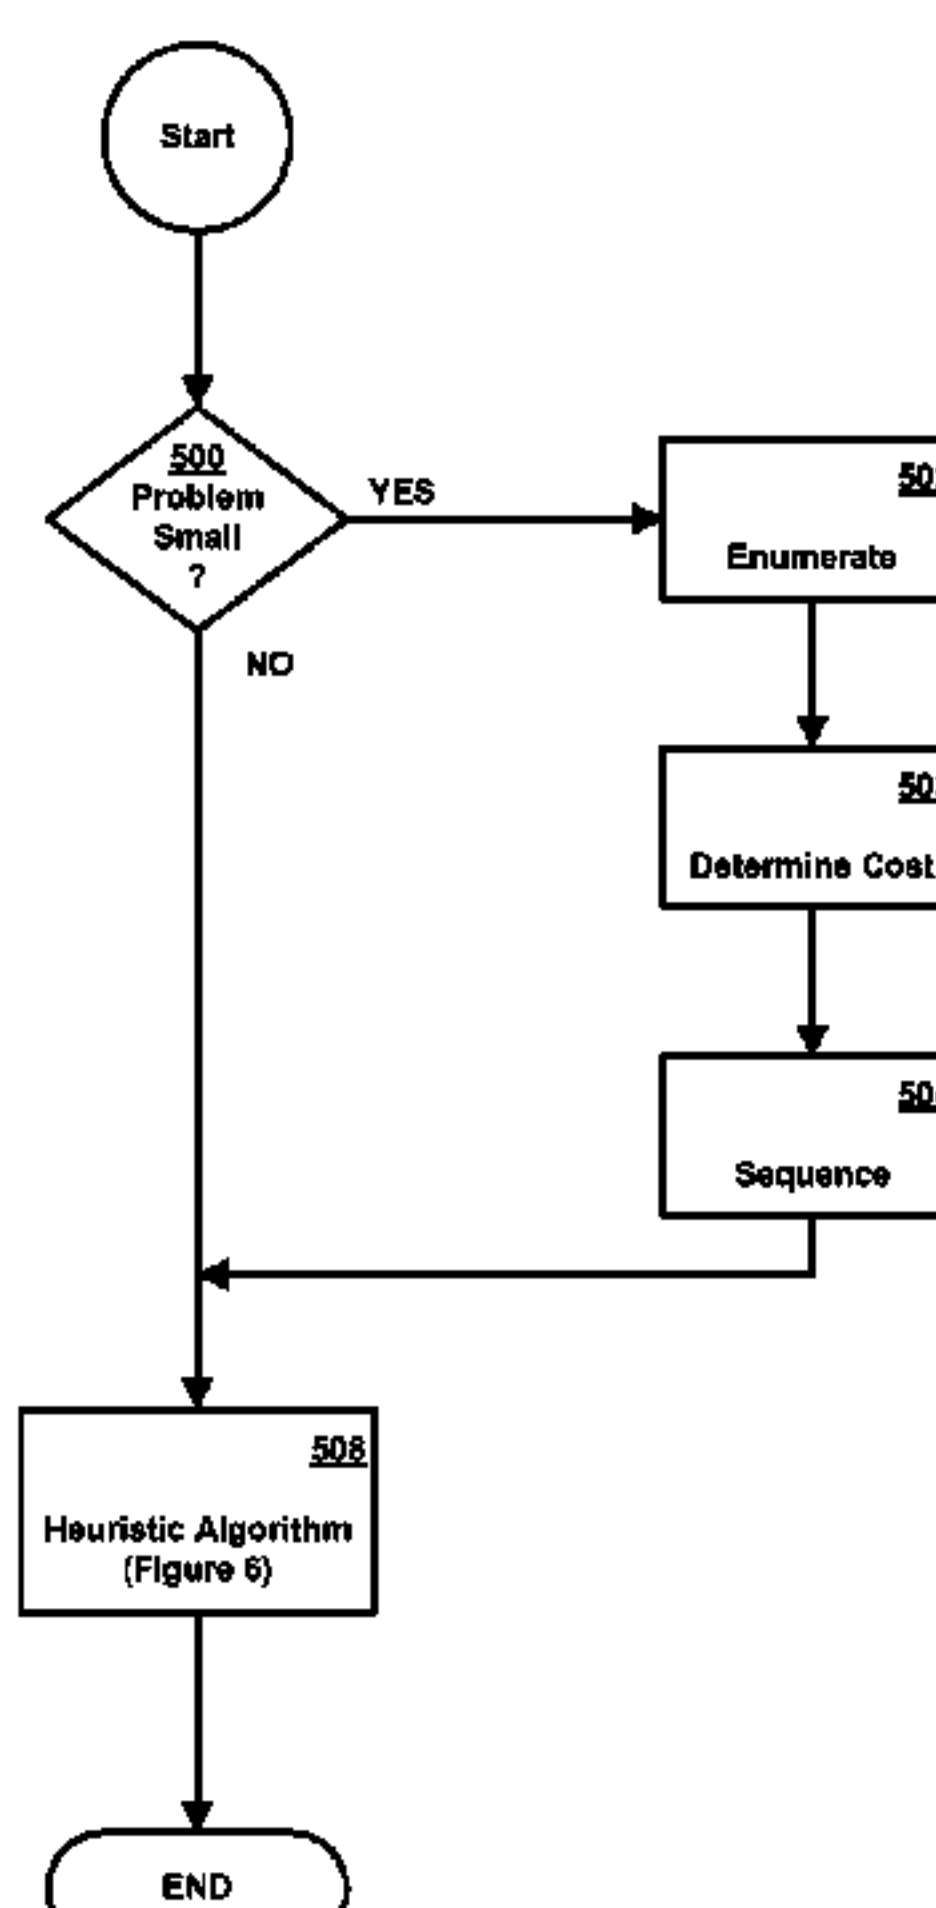 Start
500
Problem
Small
?
YES
NO
Enumerate
Determine Cost
Sequence
508
Heuristic Algorithm
(Figure 6)
END